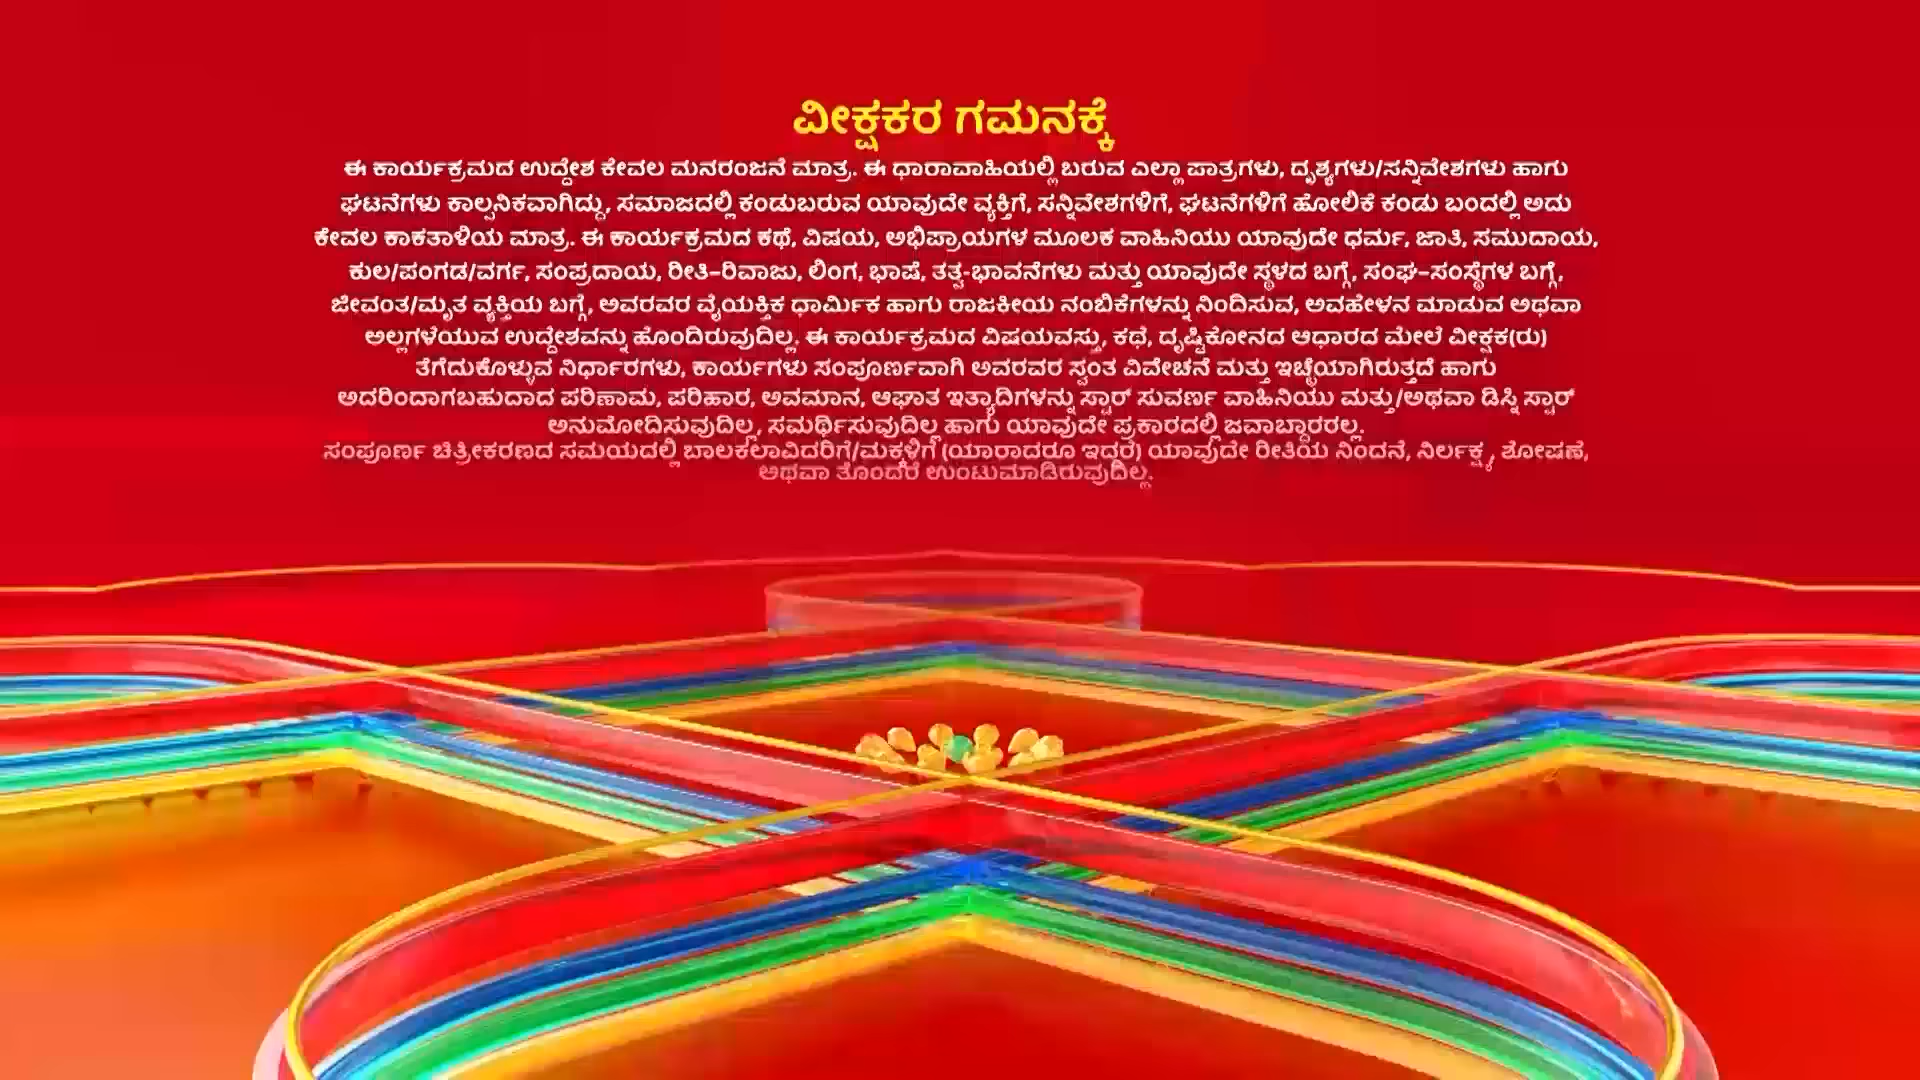 ವೀಕ್ಷಕರ ಗಮನಕ್ಕೆ
ಈ ಕಾರ್ಯಕ್ರಮದ ಉದ್ದೇಶ ಕೇವಲ ಮನರಂಜನೆ ಮಾತ್ರ. ಈ ಧಾರಾವಾಹಿಯಲ್ಲಿ ಬರುವ ಎಲ್ಲಾ ಪಾತ್ರಗಳು, ದೃಶ್ಯಗಳು/ಸನ್ನಿವೇಶಗಳು ಹಾಗು
ಘಟನೆಗಳು ಕಾಲ್ಪನಿಕವಾಗಿದ್ದು, ಸಮಾಜದಲ್ಲಿ ಕಂಡುಬರುವ ಯಾವುದೇ ವ್ಯಕ್ತಿಗೆ, ಸನ್ನಿವೇಶಗಳಿಗೆ, ಘಟನೆಗಳಿಗೆ ಹೋಲಿಕೆ ಕಂಡು ಬಂದಲ್ಲಿ ಅದು
ಕೇವಲ ಕಾಕತಾಳಿಯ ಮಾತ್ರ. ಈ ಕಾರ್ಯಕ್ರಮದ ಕಥೆ, ವಿಷಯ, ಅಭಿಪ್ರಾಯಗಳ ಮೂಲಕ ವಾಹಿನಿಯು ಯಾವುದೇ ಧರ್ಮ, ಜಾತಿ, ಸಮುದಾಯ,
ಕುಲ/ಪಂಗಡ/ವರ್ಗ, ಸಂಪ್ರದಾಯ, ರೀತಿ-ರಿವಾಜು, ಲಿಂಗ, ಭಾಷೆ, ತತ್ವ-ಭಾವನೆಗಳು ಮತ್ತು ಯಾವುದೇ ಸ್ಥಳದ ಬಗ್ಗೆ, ಸಂಘ-ಸಂಸ್ಥೆಗಳ ಬಗ್ಗೆ,
ಜೀವಂತ/ಮೃತ ವ್ಯಕ್ತಿಯ ಬಗ್ಗೆ, ಅವರವರ ವೈಯಕ್ತಿಕ ಧಾರ್ಮಿಕ ಹಾಗು ರಾಜಕೀಯ ನಂಬಿಕೆಗಳನ್ನು ನಿಂದಿಸುವ, ಅವಹೇಳನ ಮಾಡುವ ಅಥವಾ
ಅಲ್ಲಗಳೆಯುವ ಉದ್ದೇಶವನ್ನು ಹೊಂದಿರುವುದಿಲ್ಲ. ಈ ಕಾರ್ಯಕ್ರಮದ ವಿಷಯವಸ್ತು, ಕಥೆ, ದೃಷ್ಟಿಕೋನದ ಆಧಾರದ ಮೇಲೆ ವೀಕ್ಷಕ(ರು)
ತೆಗೆದುಕೊಳ್ಳುವ ನಿರ್ಧಾರಗಳು, ಕಾರ್ಯಗಳು ಸಂಪೂರ್ಣವಾಗಿ ಅವರವರ ಸ್ವಂತ ವಿವೇಚನೆ ಮತ್ತು ಇಚ್ಛೆಯಾಗಿರುತ್ತದೆ ಹಾಗು
ಅದರಿಂದಾಗಬಹುದಾದ ಪರಿಣಾಮ, ಪರಿಹಾರ, ಅವಮಾನ, ಆಘಾತ ಇತ್ಯಾದಿಗಳನ್ನು ಸ್ಟಾರ್ ಸುವರ್ಣ ವಾಹಿನಿಯು ಮತ್ತು/ಅಥವಾ ಡಿಸ್ನಿ ಸ್ಟಾರ್
ಅನುಮೋದಿಸುವುದಿಲ್ಲ, ಸಮರ್ಥಿಸುವುದಿಲ್ಲ ಹಾಗು ಯಾವುದೇ ಪ್ರಕಾರದಲ್ಲಿ ಜವಾಬ್ದಾರರಲ್ಲ.
ಸಂಪೂರ್ಣ ಚಿತ್ರೀಕರಣದ ಸಮಯದಲ್ಲಿ ಬಾಲಕಲಾವಿದರಿಗೆ/ಮಕ್ಕಳಿಗೆ (ಯಾರಾದರೂ ಇದ್ದರೆ) ಯಾವುದೇ ರೀತಿಯ ನಿಂದನೆ, ನಿರ್ಲಕ್ಷ್ಯ, ಶೋಷಣೆ,
ಅಥವಾ ತೊಂದರೆ ಉಂಟುಮಾಡಿರುವುದಿಲ್ಲ.